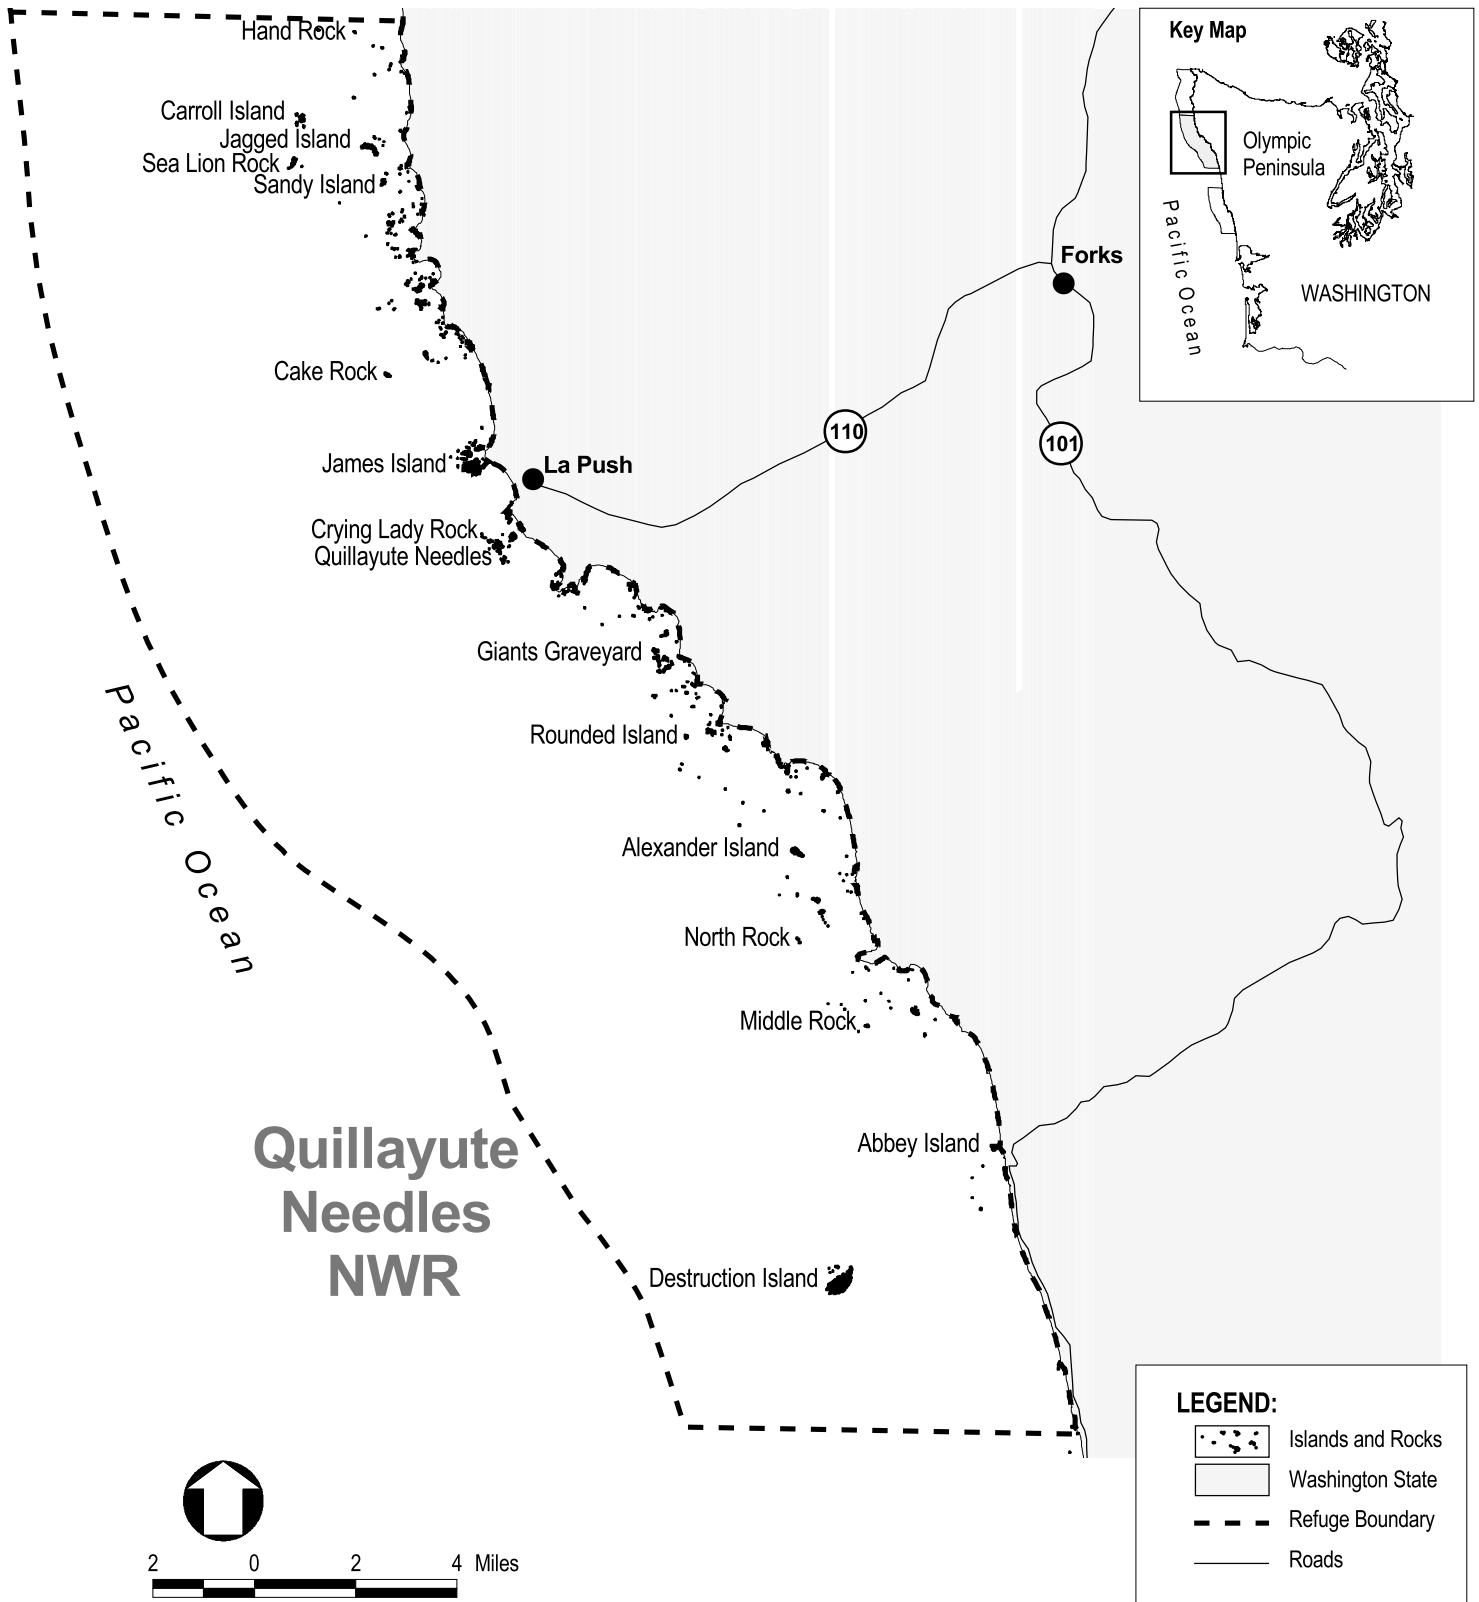 Hand Rock
Carroll Island
Jagged Island
Sea Lion Rock
Sandy Island
Cake Rock
James Island
La Push
Crying Lady Rock
Quillayute Needles
Giants Graveyard
Rounded Island
Alexander Island
North Rock
Middle Rock
Abbey Island
Destruction Island
Forks
110
101
Pacific Ocean
Quillayute
Needles
NWR
Key Map
Olympic
Peninsula
Pacific Ocean
WASHINGTON
LEGEND:
Islands and Rocks
Washington State
Refuge Boundary
Roads
2 0 2 4 Miles